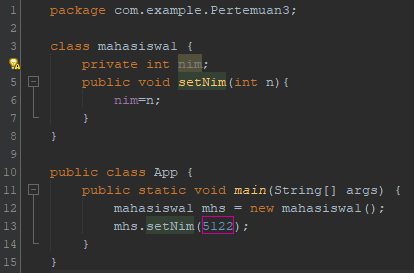 1 package com.example.Pertemuan3;
2
3 class mahasiswa1 {
4 private int nim;
5 public void setNim(int n){
6 nim=n;
7 }
8 }
9
10 public class App {
11 public static void main(String[] args) {
12 mahasiswa1 mhs = new mahasiswa1();
13 mhs.setNim(5122);
14 }
15 }